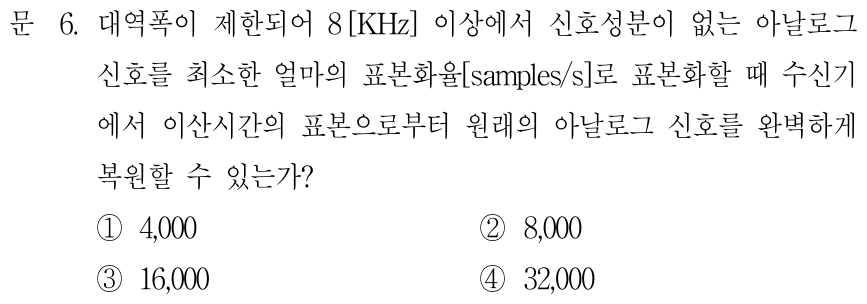 문 6. 대역폭이 제한되어 8[KHz] 이상에서 신호성분이 없는 아날로그
신호를 최소한 얼마의 표본화율[samples/s]로 표본화할 때 수신기
에서 이산시간의 표본으로부터 원래의 아날로그 신호를 완벽하게
복원할 수 있는가?
① 4,000 ② 8,000
③ 16,000 ④ 32,000